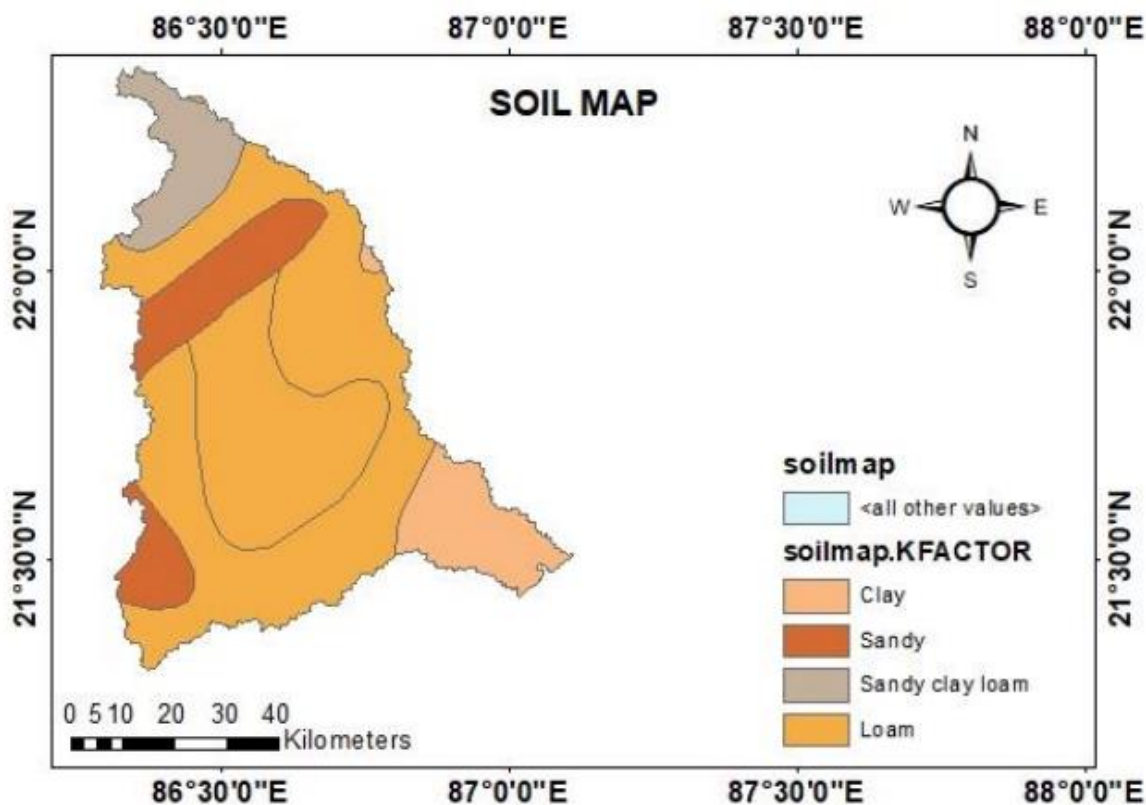 86°30'0"E 87°0'0"E 87°30'0"E 88°0'0"E
SOIL MAP
N
W E
S
22°0'0"N 22°0'0"N
soilmap
<all other values>
soilmap.KFACTOR
21°30'0"N 21°30'0"N
Clay
Sandy
Sandy clay loam
Loam
0 5 10 20 30 40
Kilometers
86°30'0"E 87°0'0"E 87°30'0"E 88°0'0"E